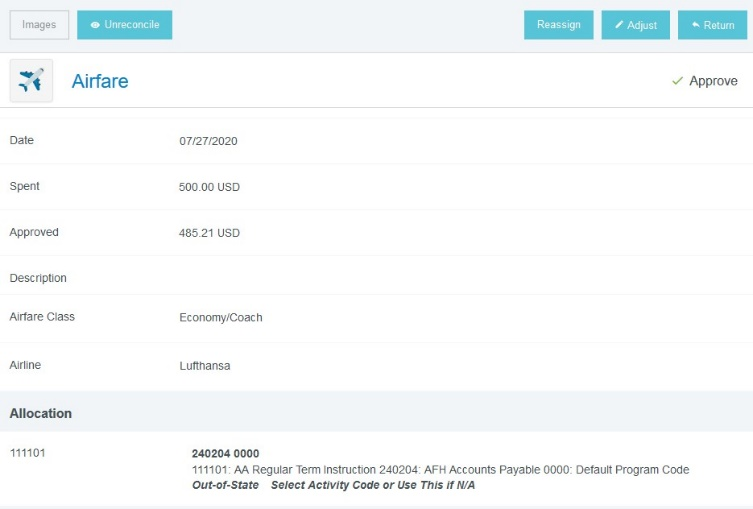 Images Unreconcile Reassign Adjust Return
Airfare Approve
Date 07/27/2020
Spent 500.00 USD
Approved 485.21 USD
Description
Airfare Class Economy/Coach
Airline Lufthansa
Allocation
111101 240204 0000
111101: AA Regular Term Instruction 240204: AFH Accounts Payable 0000: Default Program Code
Out-of-State Select Activity Code or Use This if N/A